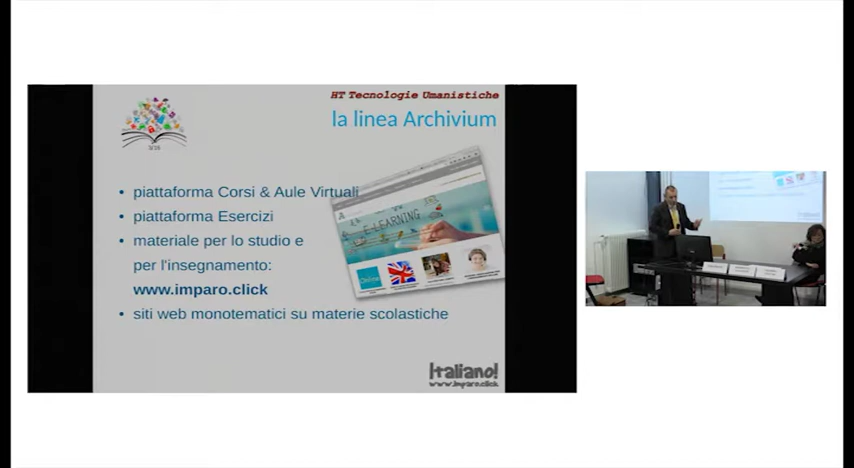 HT Tecnologie Umanistiche
la linea Archivium
• piattaforma Corsi & Aule Virtuali
• piattaforma Esercizi
• materiale per lo studio e
per l'insegnamento:
www.imparo.click
• siti web monotematici su materie scolastiche
E-LEARNING
Italiano!
www.imparo.click